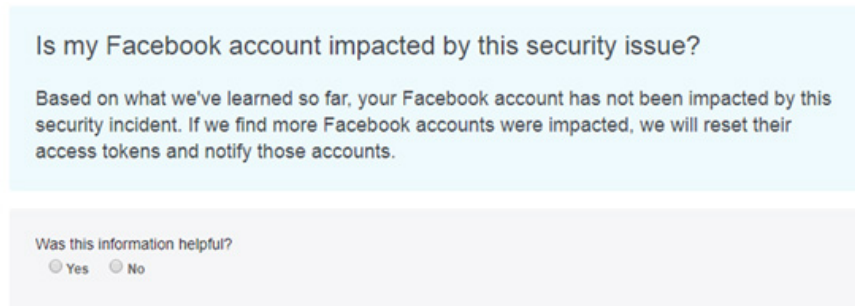 Is my Facebook account impacted by this security issue?
Based on what we've learned so far, your Facebook account has not been impacted by this
security incident. If we find more Facebook accounts were impacted, we will reset their
access tokens and notify those accounts.
Was this information helpful?
Yes No